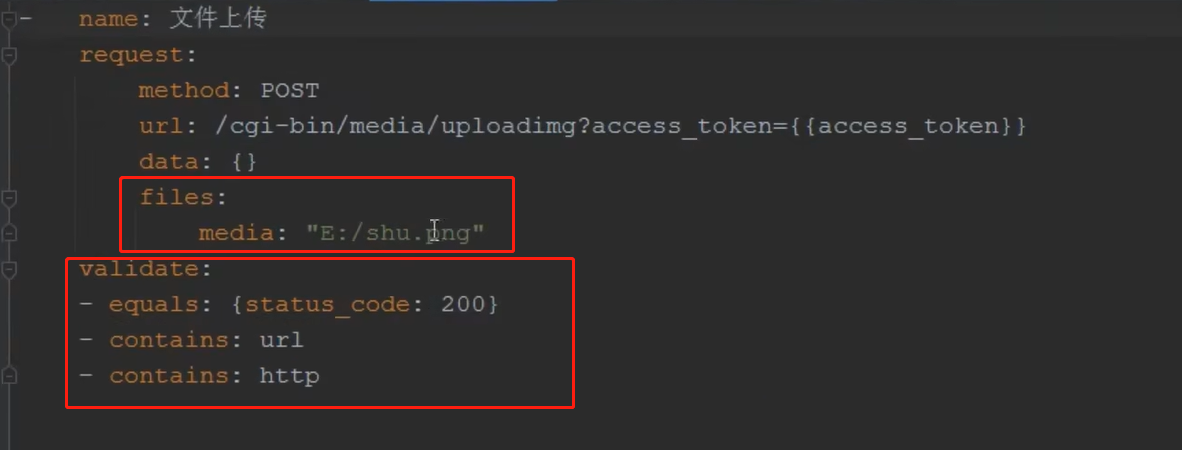 - name: 文件上传
request:
method: POST
url: /cgi-bin/media/uploadimg?access_token={{access_token}}
data: {}
files:
media: "E:/shu.png"
validate:
- equals: {status_code: 200}
- contains: url
- contains: http